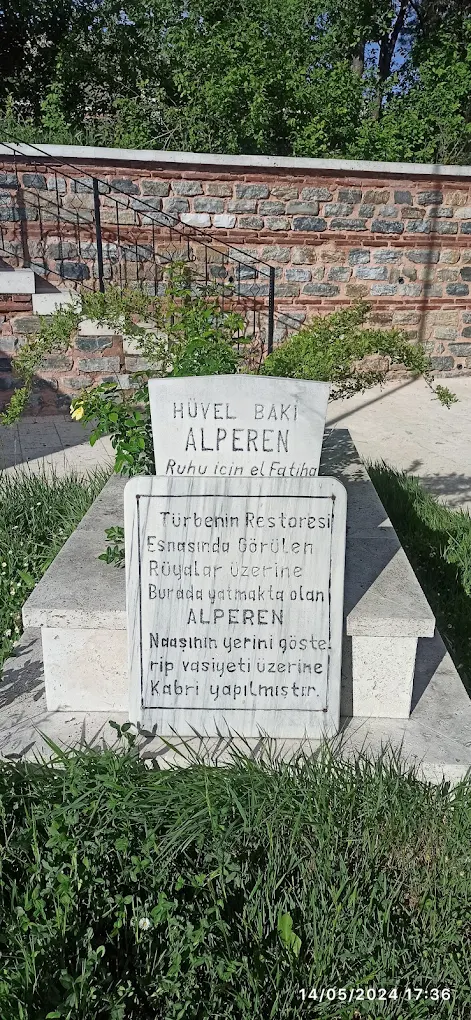 HÜVEL BAKİ
ALPEREN
Ruhu için el Fatiha
Türbenin Restoresi
Esnasında Görülen
Rüyalar üzerine
Burada yatmakta olan
ALPEREN
Naaşının yerini göste-
rip vasiyeti üzerine
Kabri yapılmıştır.
14/05/2024 17:36